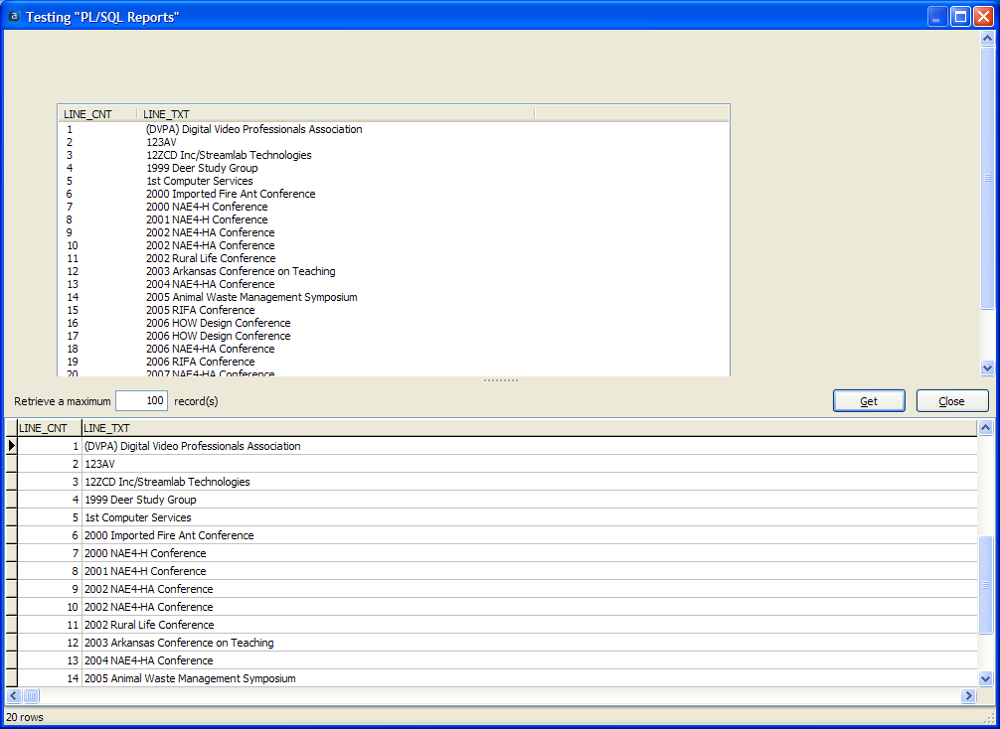 a Testing "PL/SQL Reports"
LINE_CNT LINE_TXT
1 (DVPA) Digital Video Professionals Association
2 123AV
3 12ZCD Inc/Streamlab Technologies
4 1999 Deer Study Group
5 1st Computer Services
6 2000 Imported Fire Ant Conference
7 2000 NAE4-H Conference
8 2001 NAE4-H Conference
9 2002 NAE4-HA Conference
10 2002 NAE4-HA Conference
11 2002 Rural Life Conference
12 2003 Arkansas Conference on Teaching
13 2004 NAE4-HA Conference
14 2005 Animal Waste Management Symposium
15 2005 RIFA Conference
16 2006 HOW Design Conference
17 2006 HOW Design Conference
18 2006 NAE4-HA Conference
19 2006 RIFA Conference
20 2007 NAE4-HA Conference
Retrieve a maximum 100 record(s) Get Close
LINE_CNT LINE_TXT
1 (DVPA) Digital Video Professionals Association
2 123AV
3 12ZCD Inc/Streamlab Technologies
4 1999 Deer Study Group
5 1st Computer Services
6 2000 Imported Fire Ant Conference
7 2000 NAE4-H Conference
8 2001 NAE4-H Conference
9 2002 NAE4-HA Conference
10 2002 NAE4-HA Conference
11 2002 Rural Life Conference
12 2003 Arkansas Conference on Teaching
13 2004 NAE4-HA Conference
14 2005 Animal Waste Management Symposium
20 rows